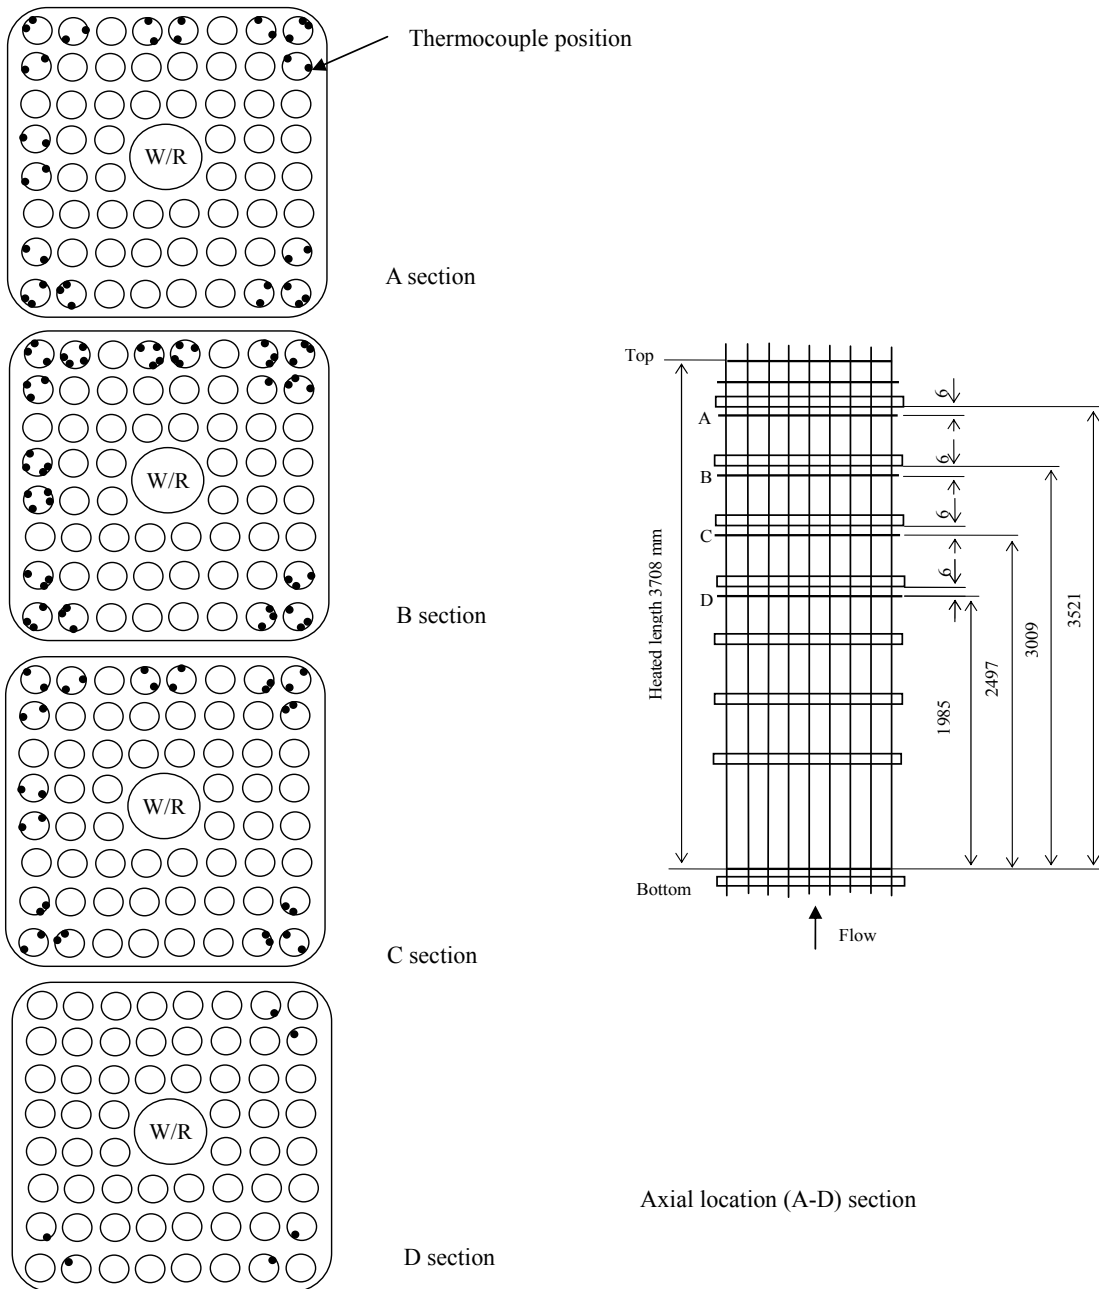 Thermocouple position
W/R
A section
W/R
B section
W/R
C section
W/R
D section
Top
A
B
C
D
6
6
6
6
Heated length 3708 mm
1985
2497
3009
3521
Bottom
Flow
Axial location (A-D) section